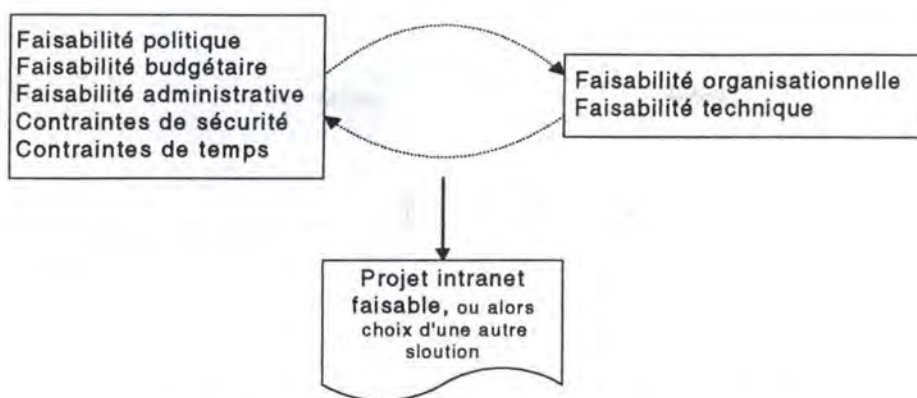 Faisabilité politique
Faisabilité budgétaire
Faisabilité administrative
Contraintes de sécurité
Contraintes de temps
Faisabilité organisationnelle
Faisabilité technique
Projet intranet
faisable, ou alors
choix d'une autre
sloution